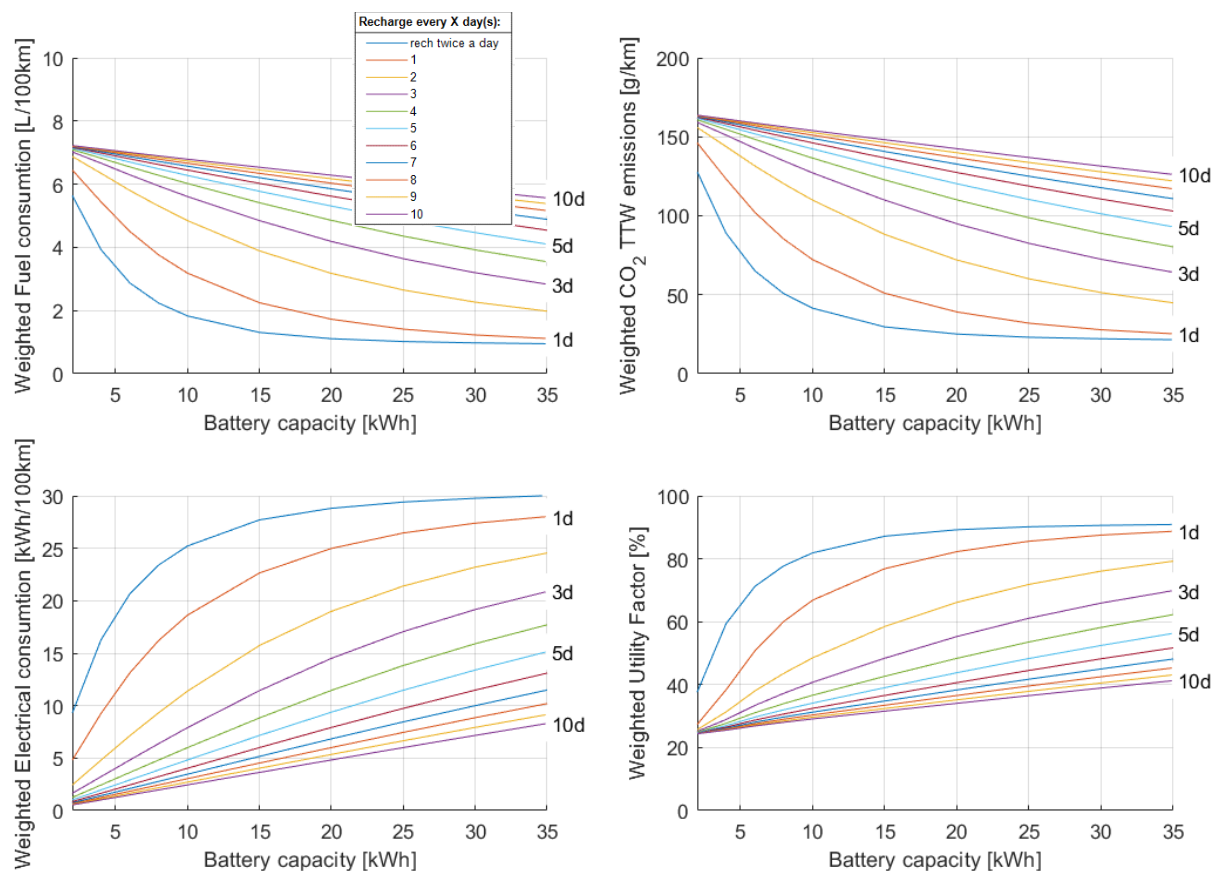 Recharge every X day(s):
rech twice a day
1
2
3
4
5
6
7
8
9
10
Weighted Fuel consumtion [L/100km]
10
8
6
4
2
0
5 10 15 20 25 30 35
Battery capacity [kWh]
10d
5d
3d
1d
Weighted CO2 TTW emissions [g/km]
200
150
100
50
0
5 10 15 20 25 30 35
Battery capacity [kWh]
10d
5d
3d
1d
Weighted Electrical consumtion [kWh/100km]
30
25
20
15
10
5
0
5 10 15 20 25 30 35
Battery capacity [kWh]
1d
3d
5d
10d
Weighted Utility Factor [%]
100
80
60
40
20
0
5 10 15 20 25 30 35
Battery capacity [kWh]
1d
3d
5d
10d